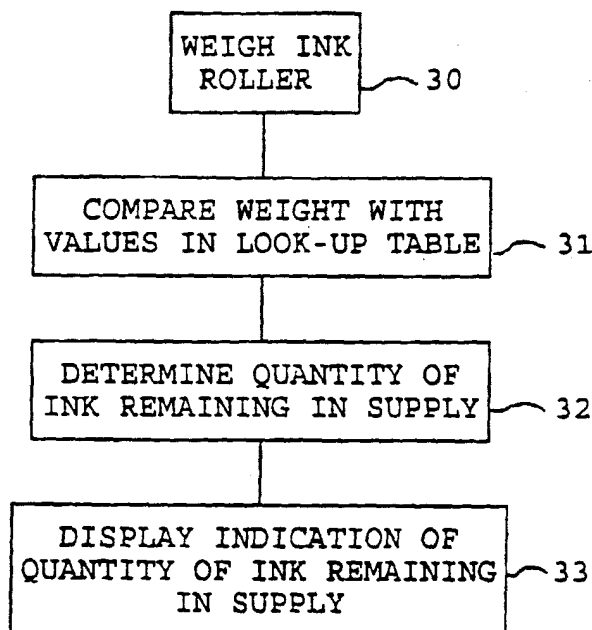 WEIGH INK
ROLLER
30
COMPARE WEIGHT WITH
VALUES IN LOOK-UP TABLE
31
DETERMINE QUANTITY OF
INK REMAINING IN SUPPLY
32
DISPLAY INDICATION OF
QUANTITY OF INK REMAINING
IN SUPPLY
33